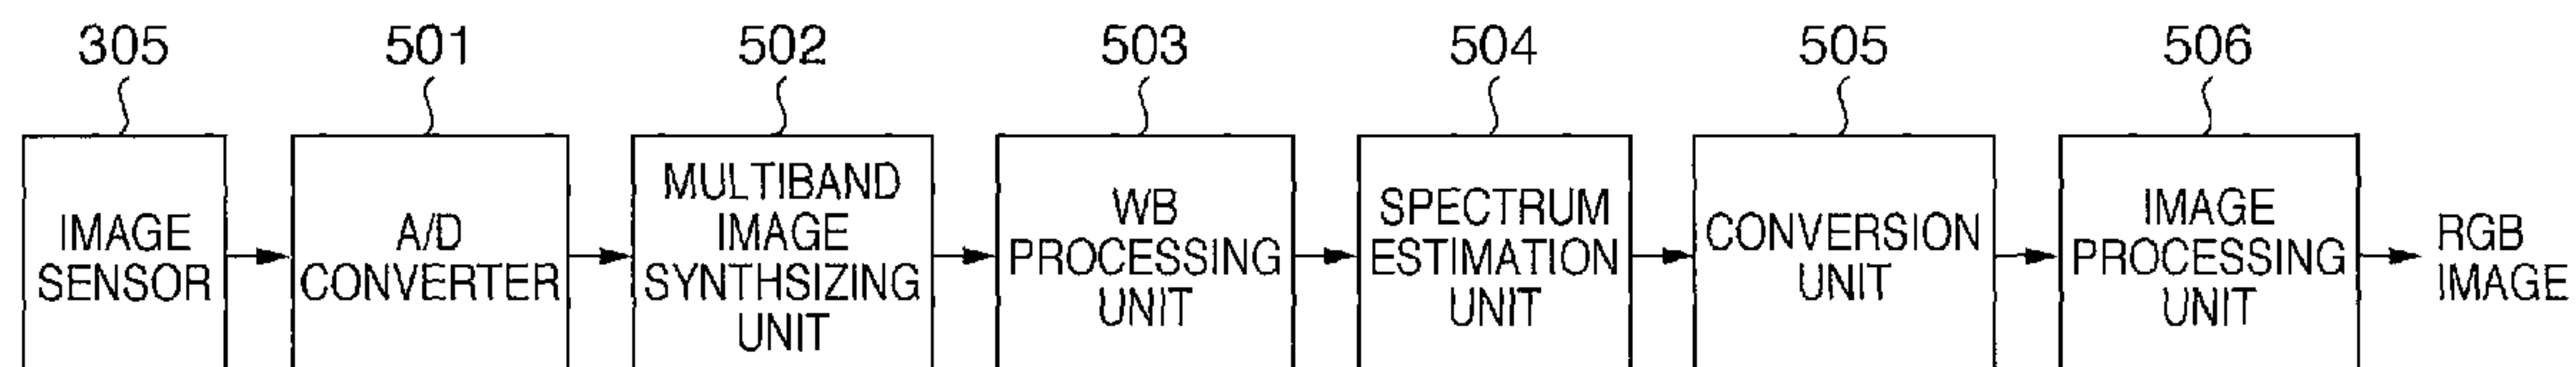 305
501
502
503
504
505
506
IMAGE
SENSOR
A/D
CONVERTER
MULTIBAND
IMAGE
SYNTHSIZING
UNIT
WB
PROCESSING
UNIT
SPECTRUM
ESTIMATION
UNIT
CONVERSION
UNIT
IMAGE
PROCESSING
UNIT
RGB
IMAGE